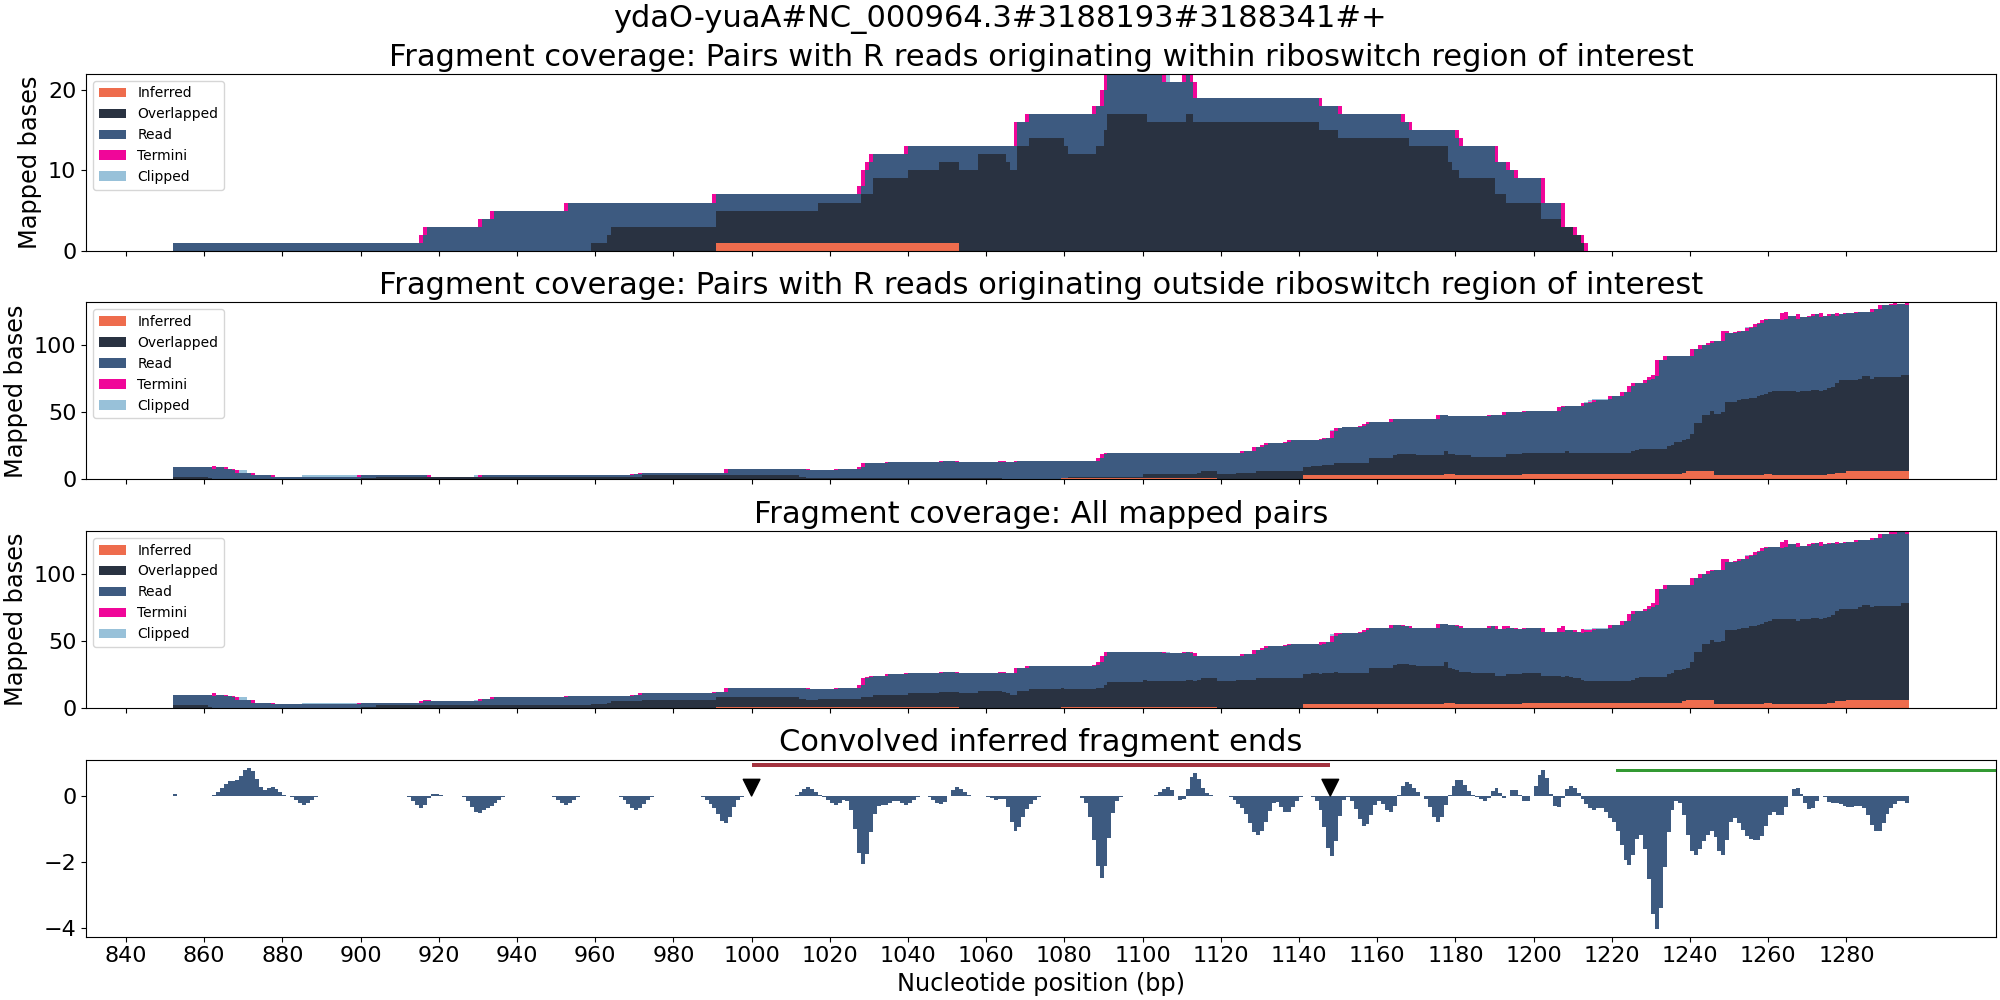 ydaO-yuaA#NC_000964.3#3188193#3188341#+
Fragment coverage: Pairs with R reads originating within riboswitch region of interest
Mapped bases
20
10
0
Inferred
Overlapped
Read
Termini
Clipped
Fragment coverage: Pairs with R reads originating outside riboswitch region of interest
Mapped bases
100
50
0
Inferred
Overlapped
Read
Termini
Clipped
Fragment coverage: All mapped pairs
Mapped bases
100
50
0
Inferred
Overlapped
Read
Termini
Clipped
Convolved inferred fragment ends
0
−2
−4
840 860 880 900 920 940 960 980 1000 1020 1040 1060 1080 1100 1120 1140 1160 1180 1200 1220 1240 1260 1280
Nucleotide position (bp)